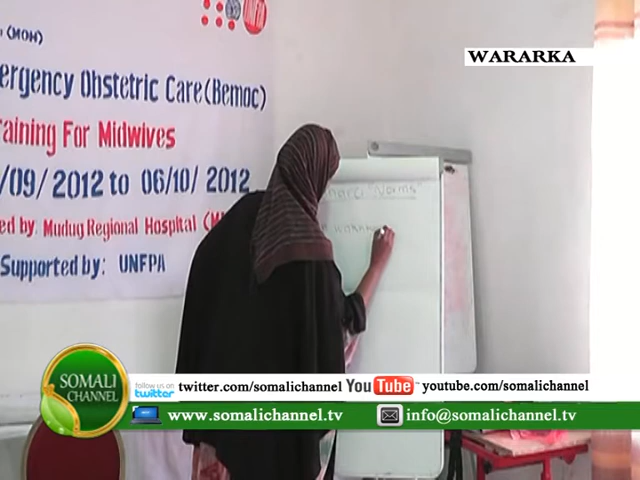 (MOH)
UNFPA
WARARKA
ergency Obstetric Care (Bemoc)
raining For Midwives
/09/ 2012 to 06/10/ 2012
ed by: Mudug Regional Hospital (M
Supported by: UNFPA
"Norms"
SOMALI
CHANNEL
follow us on
twitter
twitter.com/somalichannel
YouTube
youtube.com/somalichannel
www.somalichannel.tv
info@somalichannel.tv